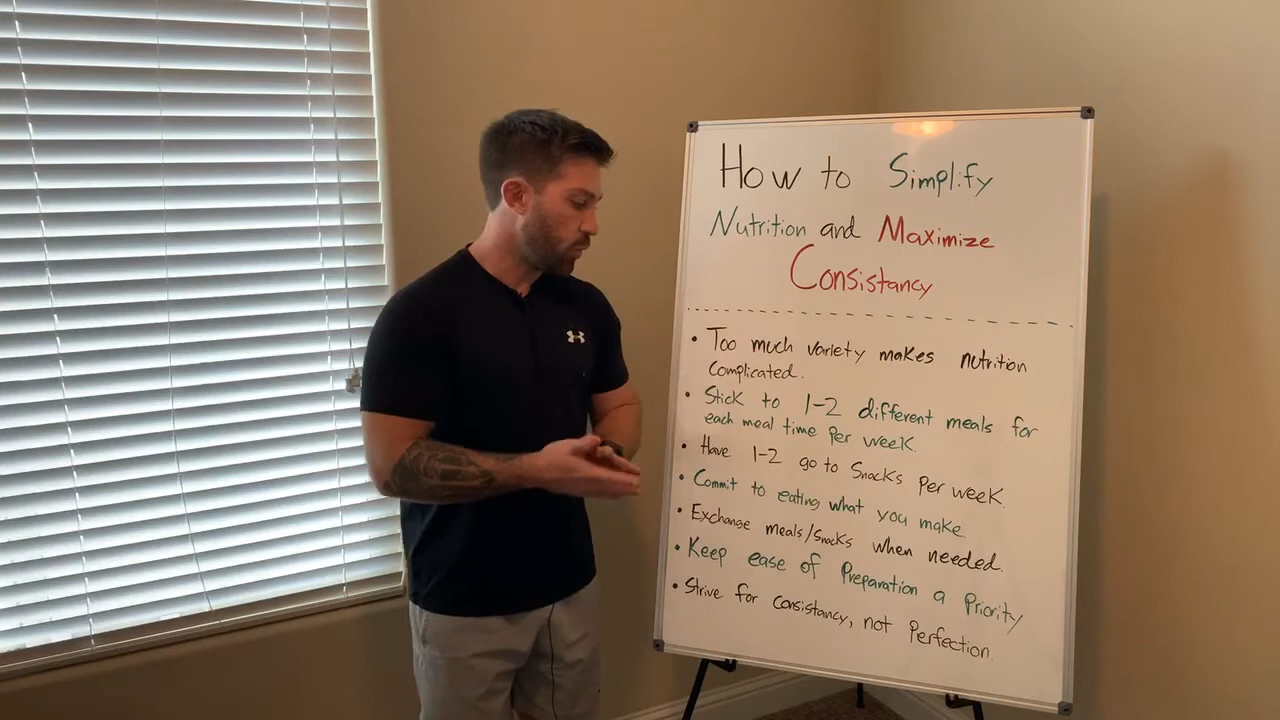 How to Simplify
Nutrition and Maximize
Consistancy
• Too much variety makes nutrition
complicated.
• Stick to 1-2 different meals for
each meal time per week.
• Have 1-2 go to Snacks per week.
• Commit to eating what you make
• Exchange meals/snacks when needed.
• Keep ease of Preparation a Priority
• Strive for consistancy, not Perfection.